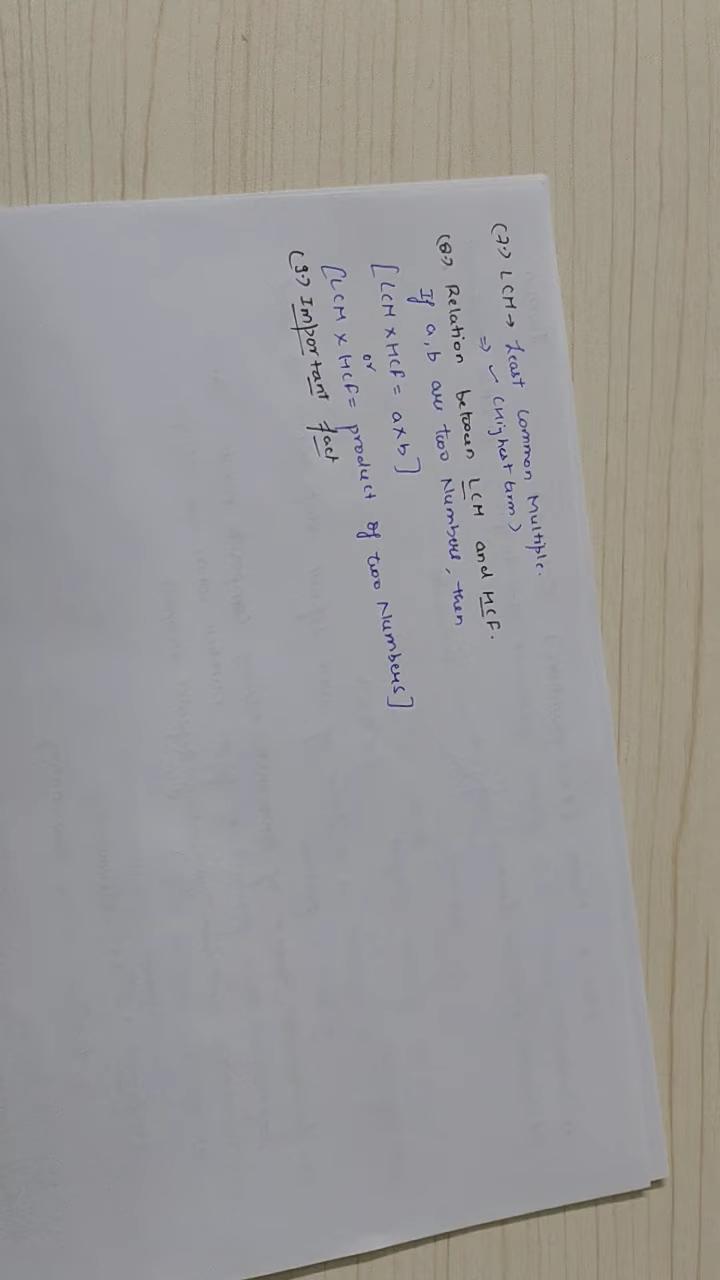 (7.) LCM → Least Common Multiple.
⇒ ✓ (Highest term)
(8.) Relation between LCM and HCF.
If a, b are two Numbers, then
[LCM × HCF = a×b]
or
[LCM × HCF = product of two Numbers]
(9.) Important fact